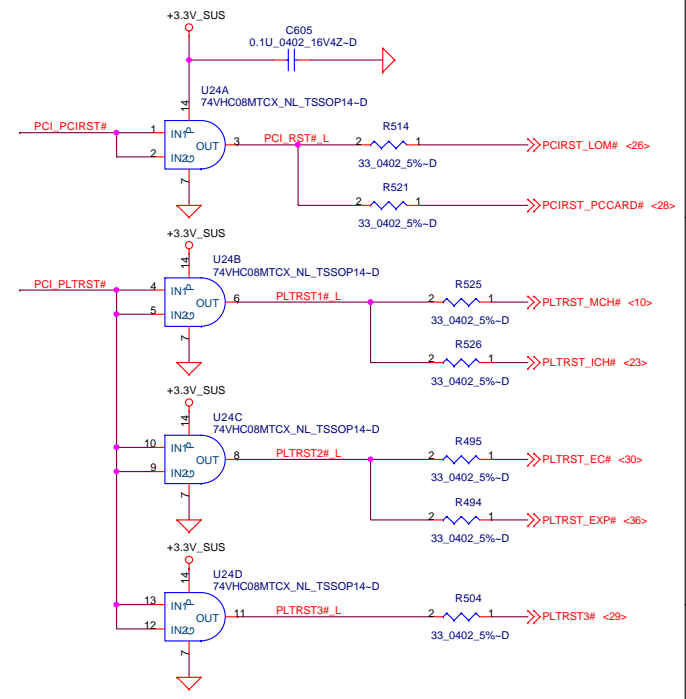 +3.3V_SUS
C605
0.1U_0402_16V4Z~D
U24A
74VHC08MTCX_NL_TSSOP14~D
14
PCI_PCIRST#
1
IN1
P
OUT
3
PCI_RST#_L
2
R514
1
PCIRST_LOM# <26>
2
IN2
G
33_0402_5%~D
7
R521
2
1
PCIRST_PCCARD# <28>
33_0402_5%~D
+3.3V_SUS
U24B
74VHC08MTCX_NL_TSSOP14~D
14
PCI_PLTRST#
4
IN1
P
OUT
6
PLTRST1#_L
R525
2
1
PLTRST_MCH# <10>
5
IN2
G
33_0402_5%~D
7
R526
2
1
PLTRST_ICH# <23>
33_0402_5%~D
+3.3V_SUS
U24C
74VHC08MTCX_NL_TSSOP14~D
14
10
IN1
P
OUT
8
PLTRST2#_L
R495
2
1
PLTRST_EC# <30>
9
IN2
G
33_0402_5%~D
7
R494
2
1
PLTRST_EXP# <36>
33_0402_5%~D
+3.3V_SUS
U24D
74VHC08MTCX_NL_TSSOP14~D
14
13
IN1
P
OUT
11
PLTRST3#_L
R504
2
1
PLTRST3# <29>
12
IN2
G
33_0402_5%~D
7